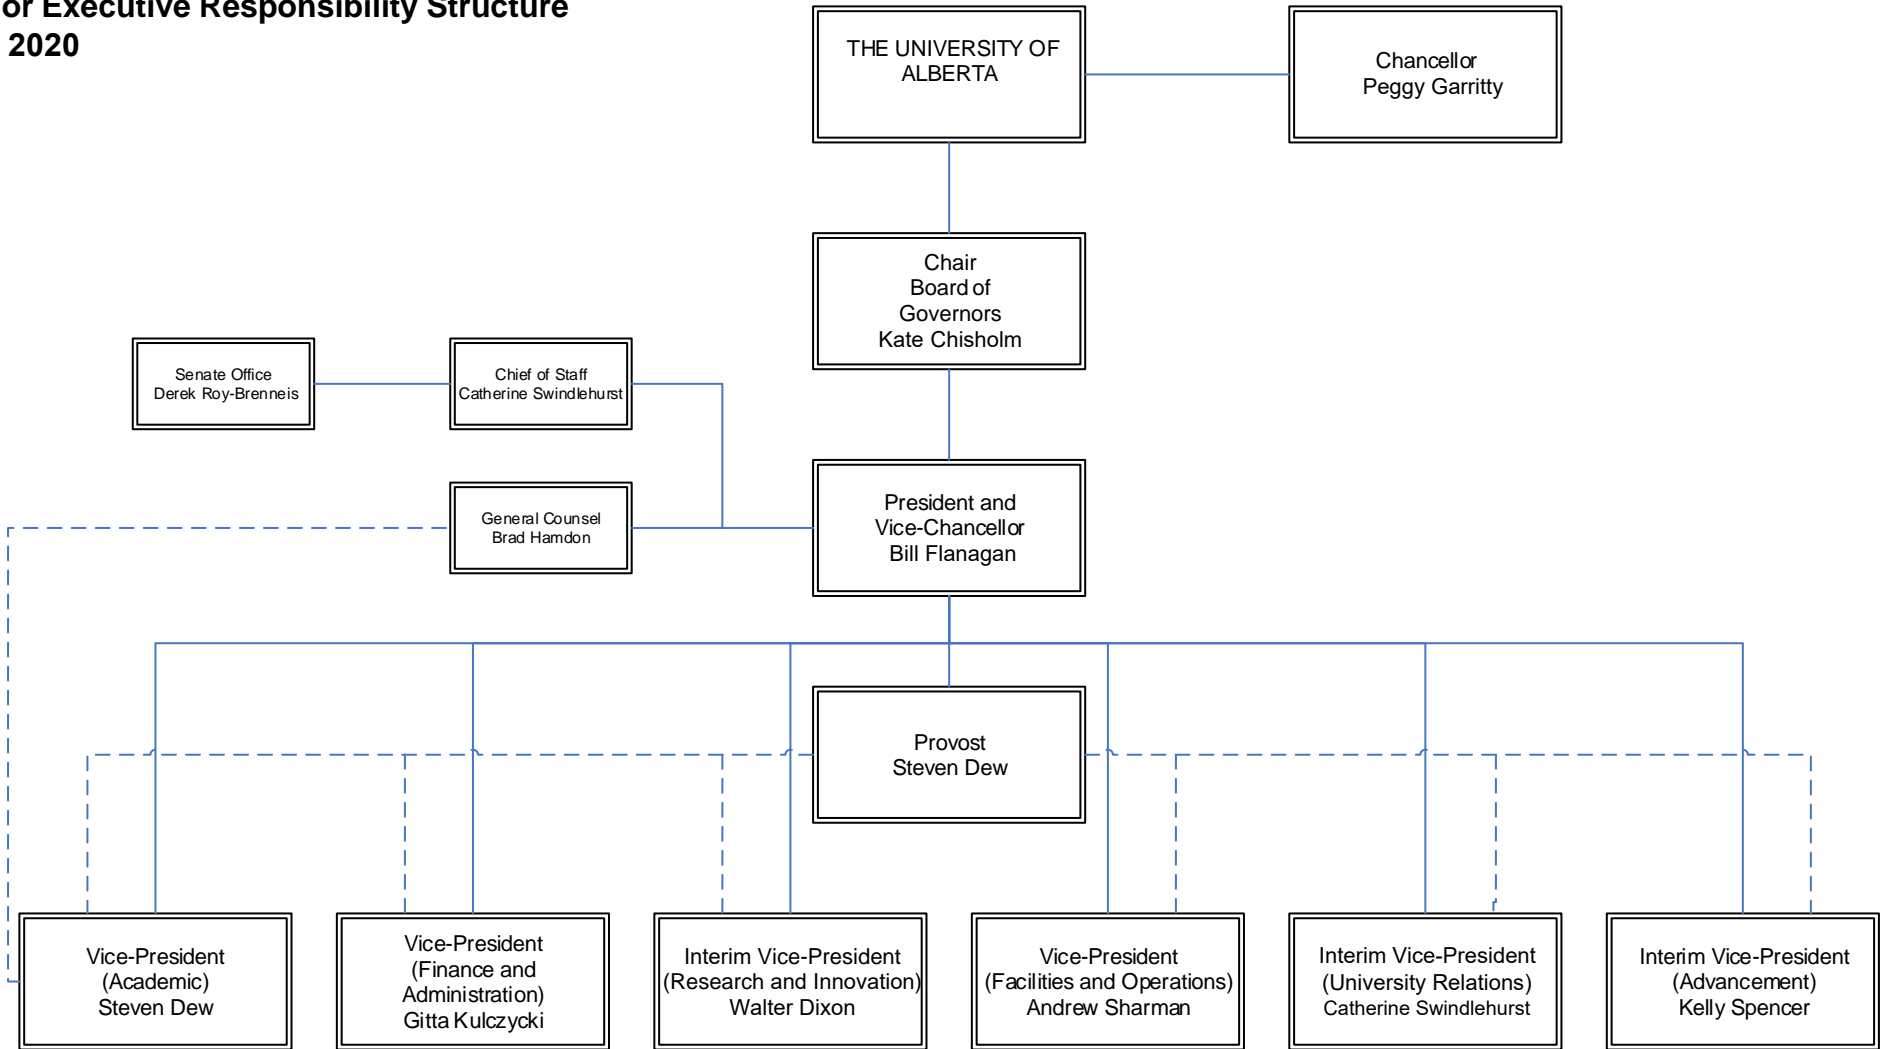 or Executive Responsibility Structure
2020
THE UNIVERSITY OF
ALBERTA
Chancellor
Peggy Garritty
Chair
Board of
Governors
Kate Chisholm
Senate Office
Derek Roy-Brenneis
Chief of Staff
Catherine Swindlehurst
General Counsel
Brad Hamdon
President and
Vice-Chancellor
Bill Flanagan
Provost
Steven Dew
Vice-President
(Academic)
Steven Dew
Vice-President
(Finance and
Administration)
Gitta Kulczycki
Interim Vice-President
(Research and Innovation)
Walter Dixon
Vice-President
(Facilities and Operations)
Andrew Sharman
Interim Vice-President
(University Relations)
Catherine Swindlehurst
Interim Vice-President
(Advancement)
Kelly Spencer